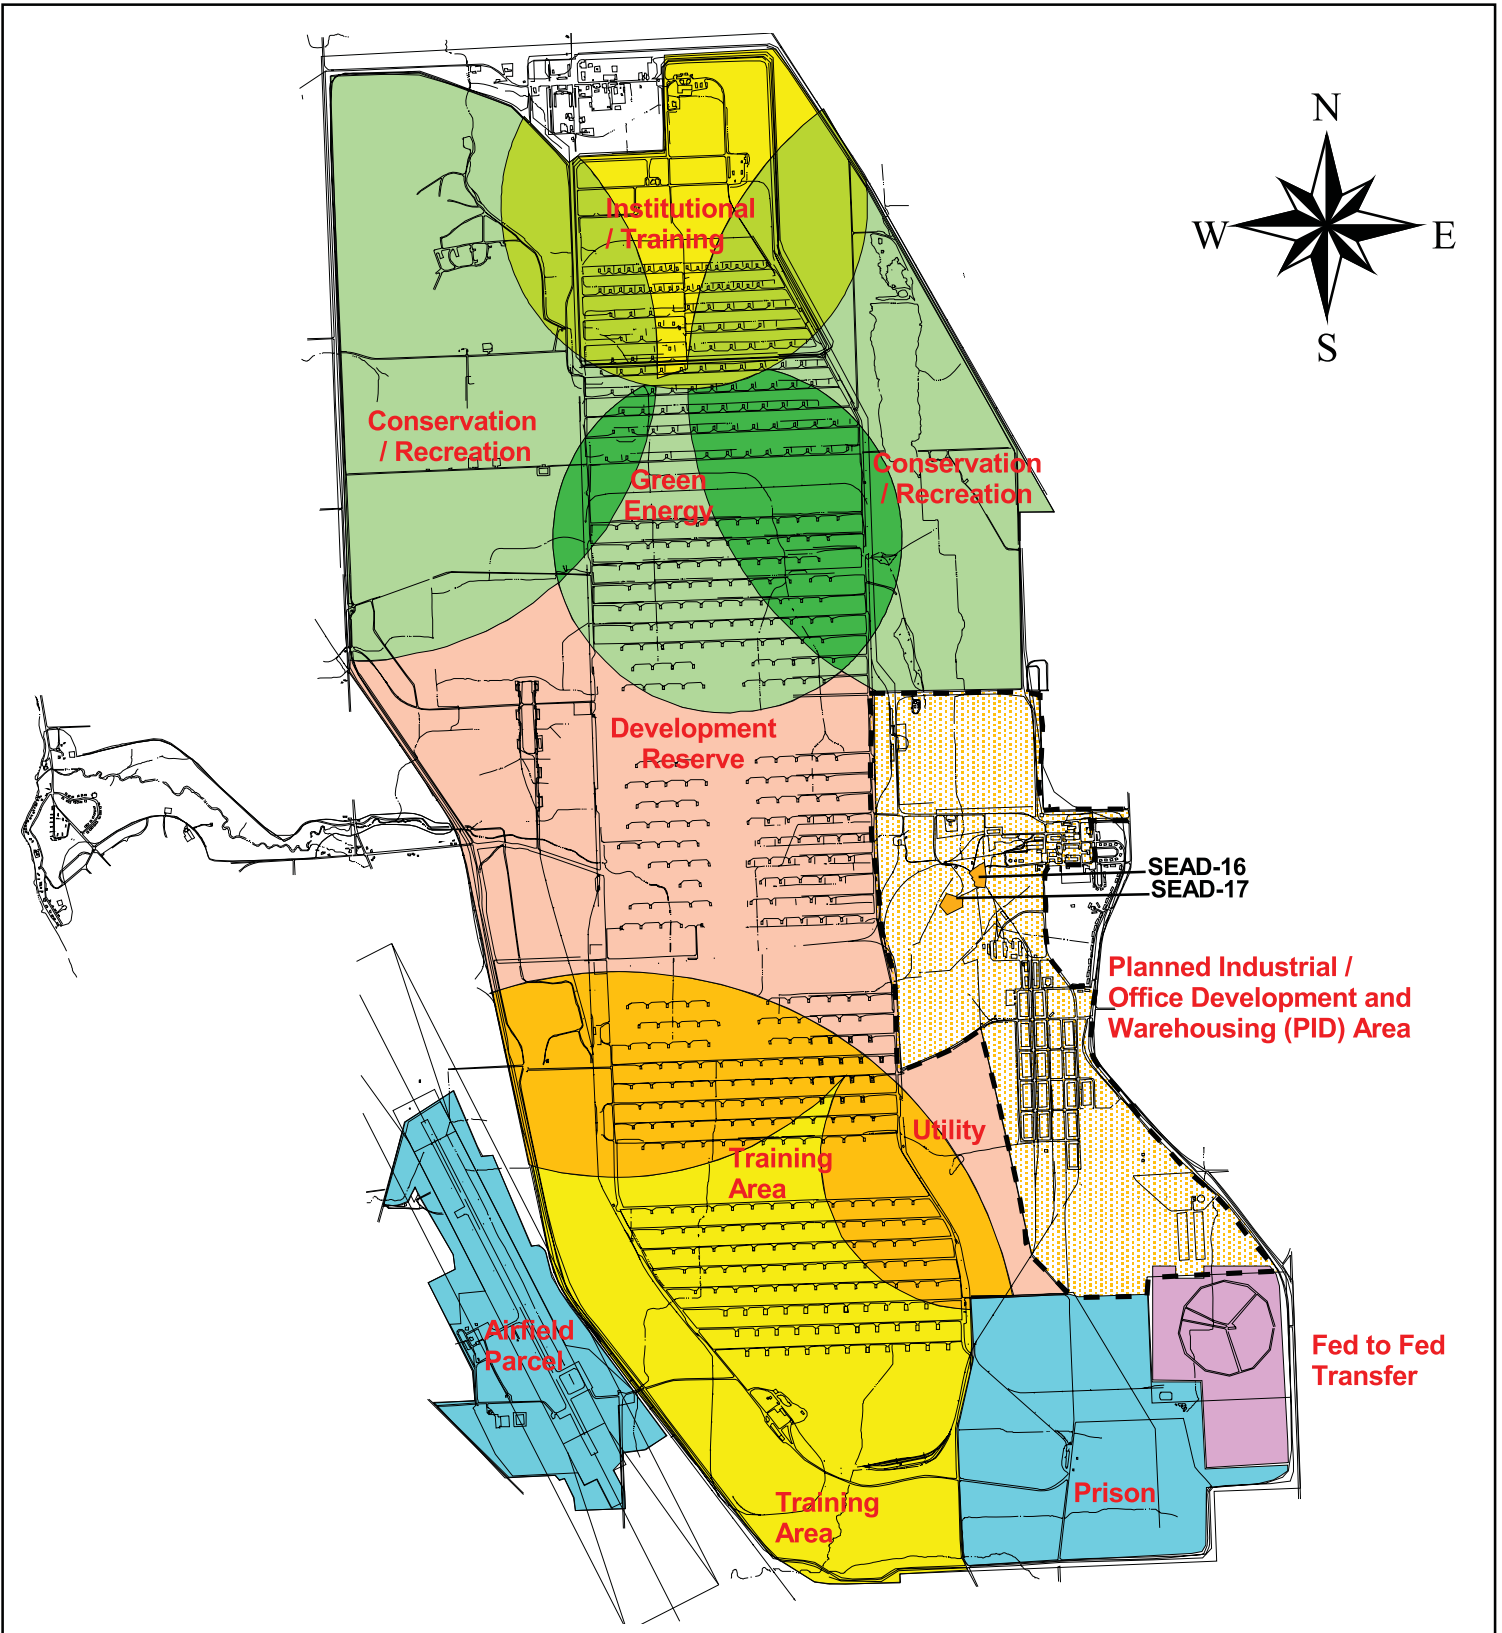 N
W
E
S
Institutional
/ Training
Conservation
/ Recreation
Green
Energy
Conservation
/ Recreation
Development
Reserve
SEAD-16
SEAD-17
Planned Industrial /
Office Development and
Warehousing (PID) Area
Utility
Training
Area
Airfield
Parcel
Fed to Fed
Transfer
Prison
Training
Area